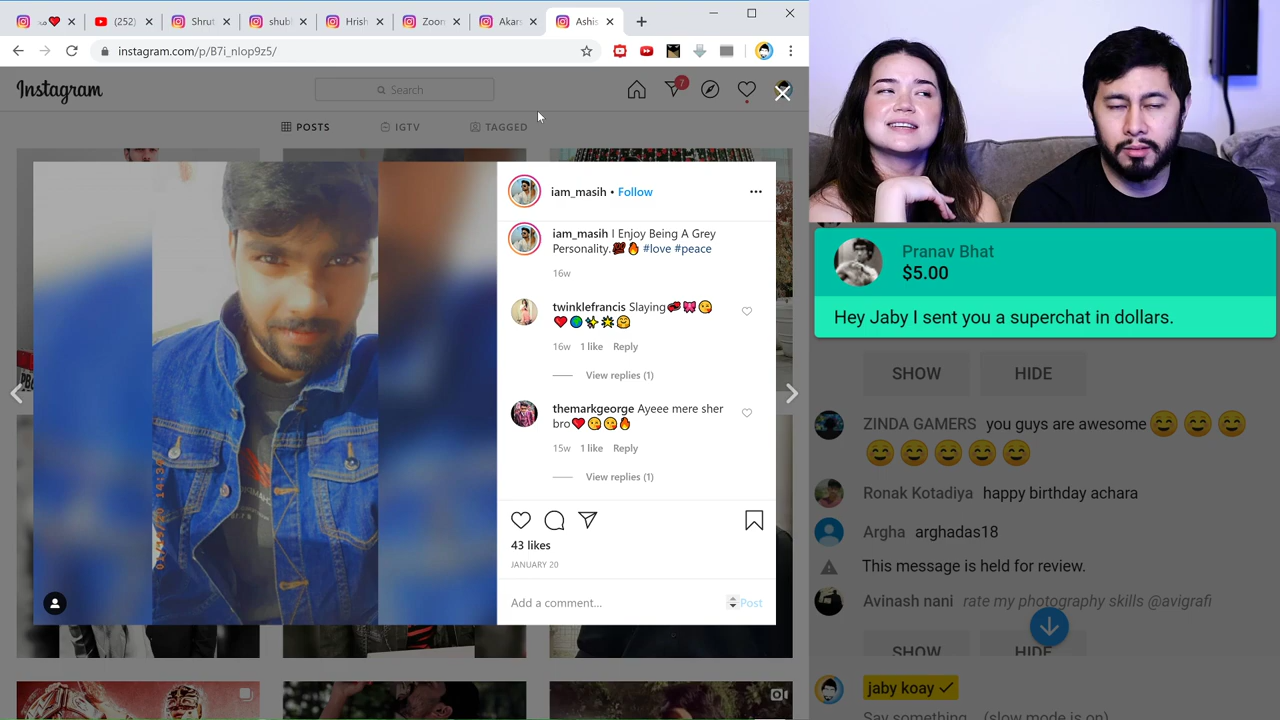 ка❤
(252)
Shrut
shubl
Hrish
Zoom
Akars
Ashis
instagram.com/p/B7i_nIop9z5/
Instagram
Search
7
POSTS
IGTV
TAGGED
iam_masih • Follow
iam_masih I Enjoy Being A Grey
Personality.💯🔥 #love #peace
16w
twinklefrancis Slaying
16w 1 like Reply
View replies (1)
themarkgeorge Ayeee mere sher
bro❤😘😋🔥
15w 1 like Reply
View replies (1)
43 likes
JANUARY 20
Add a comment...
Post
Pranav Bhat
$5.00
Hey Jaby I sent you a superchat in dollars.
SHOW
HIDE
ZINDA GAMERS you guys are awesome 😊😊😊
😊😊😊😊😊
Ronak Kotadiya happy birthday achara
Argha arghadas18
This message is held for review.
Avinash nani rate my photography skills @avigrafi
SHOW
HIDE
jaby koay ✓
Say something... (slow mode is on)